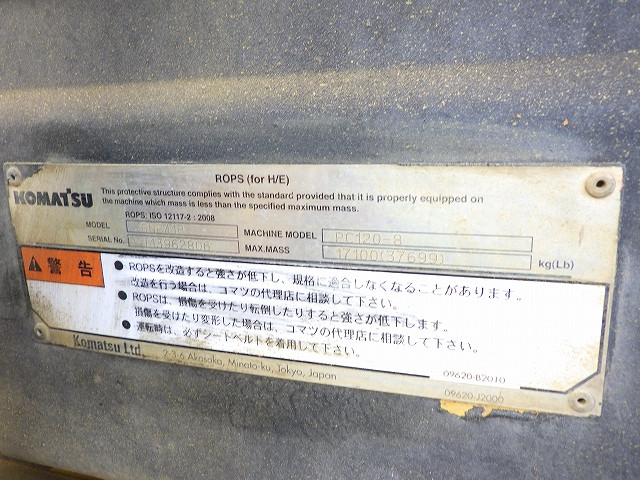 ROPS (for H/E)
KOMATSU
This protective structure complies with the standard provided that it is properly equipped on
the machine which mass is less than the specified maximum mass.
ROPS: ISO 12117-2 : 2008
MODEL
MACHINE MODEL PC120-8
SERIAL No.
MAX.MASS 17100(37699) kg(Lb)
警告
● ROPSを改造すると強さが低下し、規格に適合しなくなることがあります。
改造を行う場合は、コマツの代理店に相談して下さい。
● ROPSは、損傷を受けたり転倒したりすると強さが低下します。
損傷を受けたり変形した場合は、コマツの代理店に相談して下さい。
● 運転時は、必ずシートベルトを着用して下さい。
Komatsu Ltd.
2-3-6 Akasaka, Minato-ku, Tokyo, Japan
09620-B2010
09620-J2000